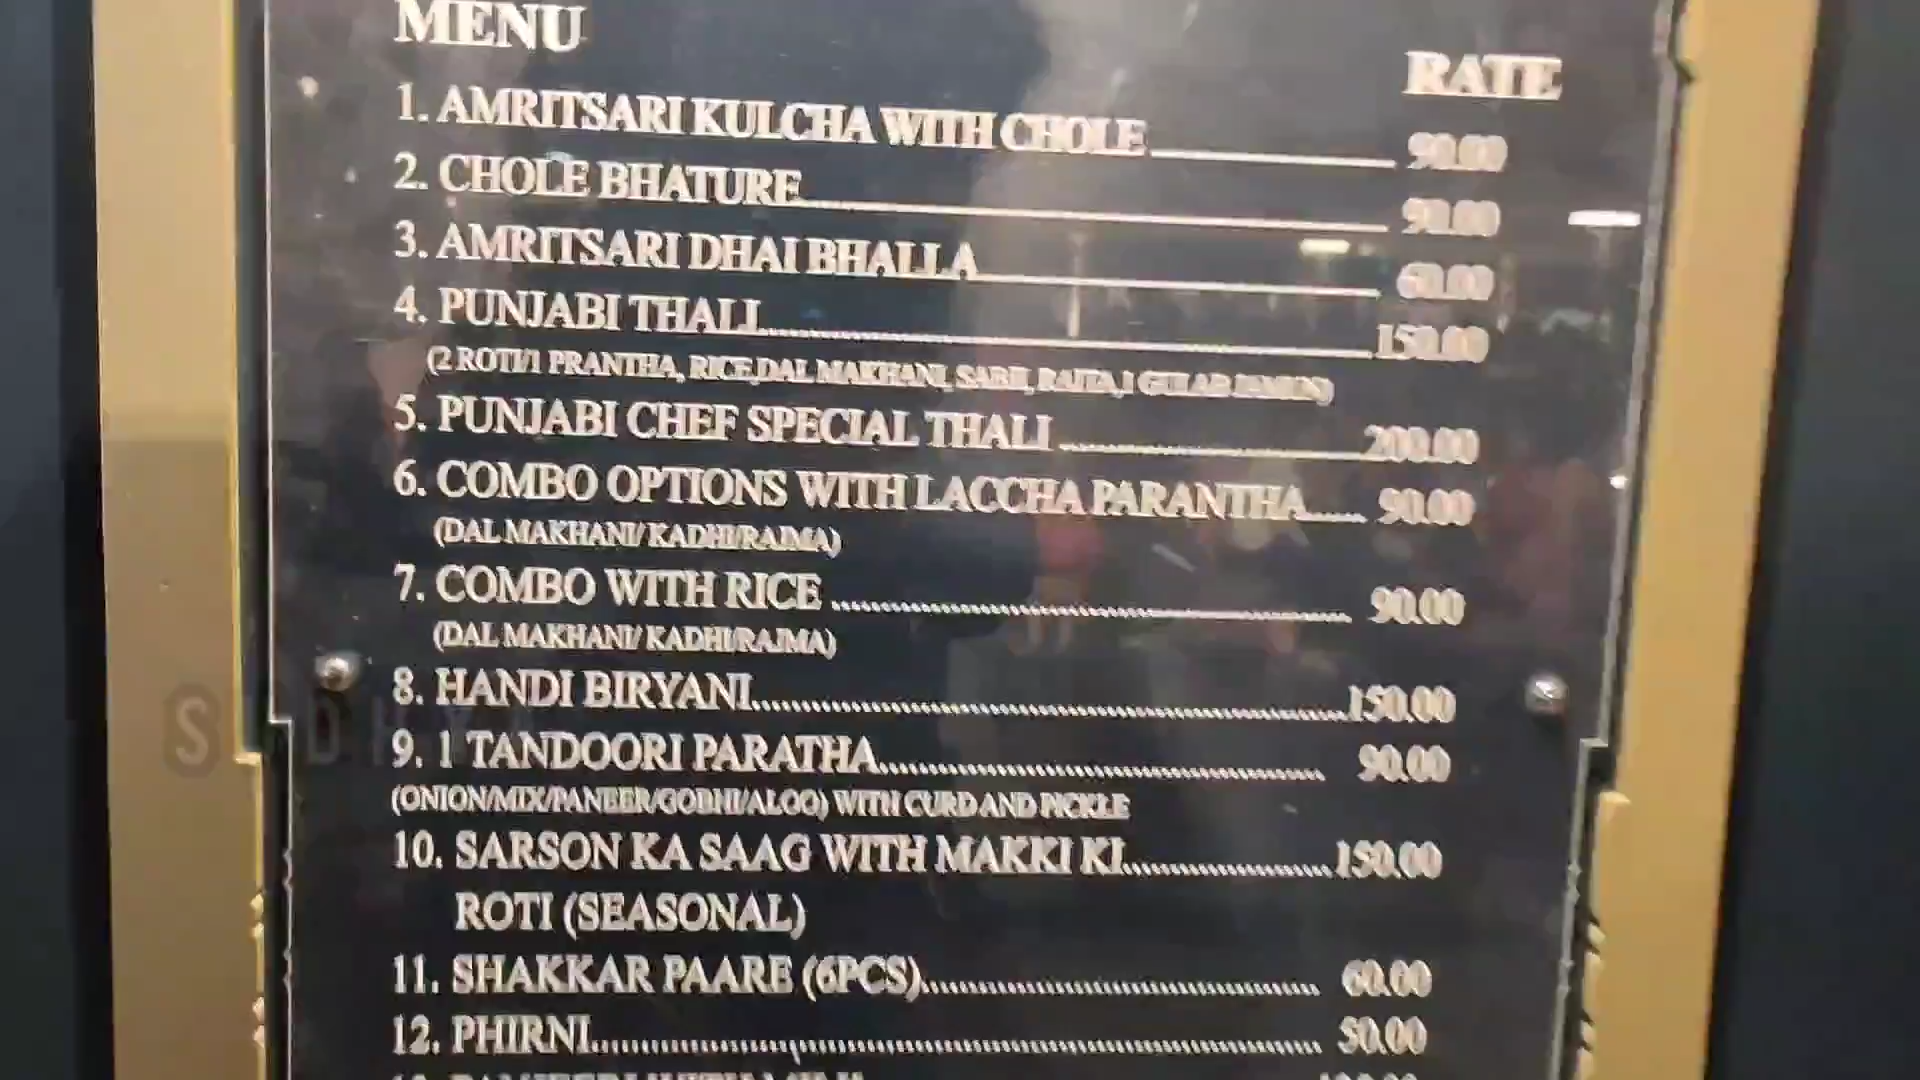 MENU
RATE
1. AMRITSARI KULCHA WITH CHOLE 90.00
2. CHOLE BHATURE 90.00
3. AMRITSARI DHAI BHALLA 60.00
4. PUNJABI THALI 150.00
(2 ROTI/1 PRANTHA, RICE,DAL MAKHANI, SABJI, RAITA,1 GULAB JAMUN)
5. PUNJABI CHEF SPECIAL THALI 200.00
6. COMBO OPTIONS WITH LACCHA PARANTHA 90.00
(DAL MAKHANI/ KADHI/RAJMA)
7. COMBO WITH RICE 90.00
(DAL MAKHANI/ KADHI/RAJMA)
8. HANDI BIRYANI 150.00
9. 1 TANDOORI PARATHA 90.00
(ONION/MIX/PANEER/GOBHI/ALOO) WITH CURD AND PICKLE
10. SARSON KA SAAG WITH MAKKI KI 150.00
ROTI (SEASONAL)
11. SHAKKAR PAARE (6PCS) 60.00
12. PHIRNI 50.00